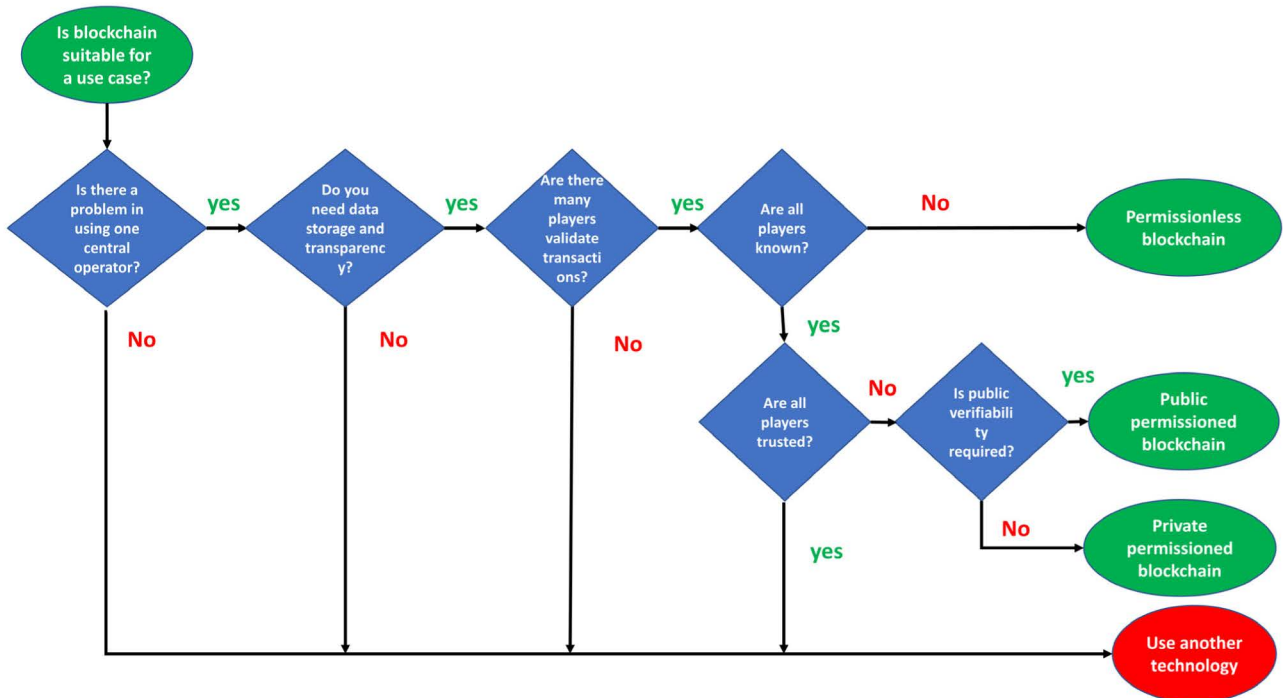 Is blockchain
suitable for
a use case?
Is there a
problem in
using one
central
operator?
yes
Do you
need data
storage and
transparenc
y?
yes
Are there
many
players
validate
transacti
ons?
yes
Are all
players
known?
No
Permissionless
blockchain
No
No
No
yes
Are all
players
trusted?
No
Is public
verifiabili
ty
required?
yes
Public
permissioned
blockchain
yes
No
Private
permissioned
blockchain
Use another
technology